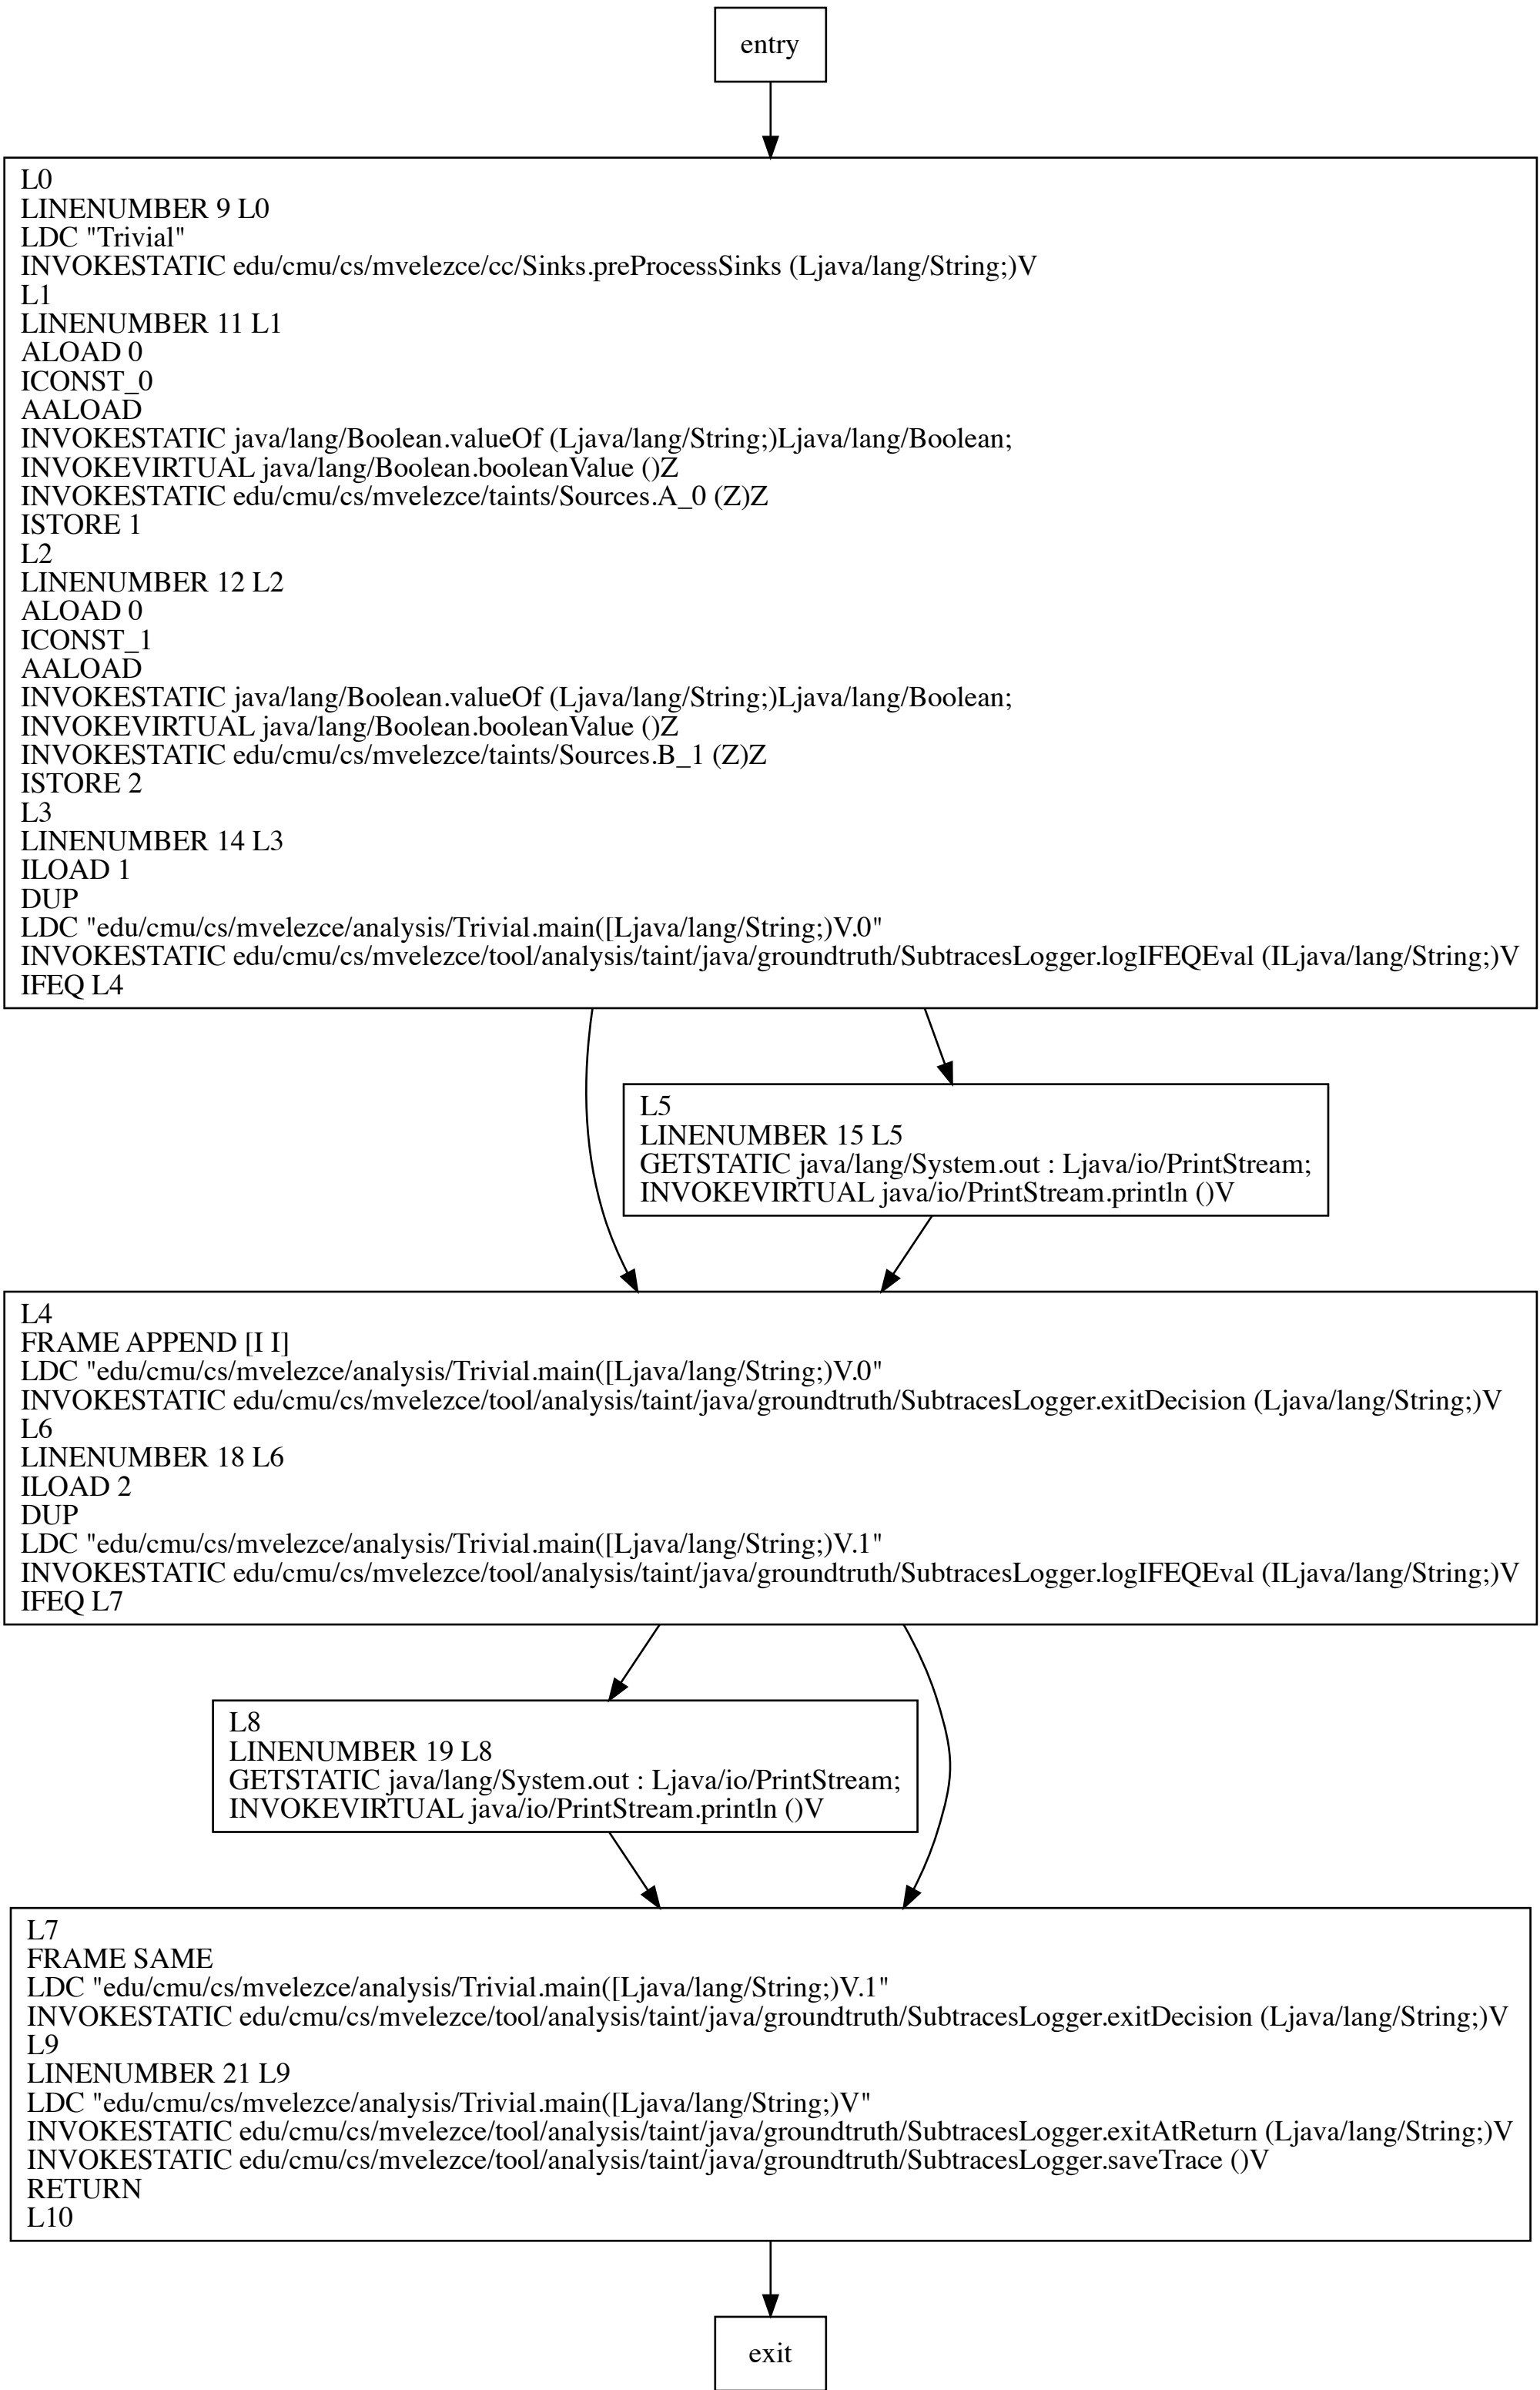 entry
L0
LINENUMBER 9 L0
LDC "Trivial"
INVOKESTATIC edu/cmu/cs/mvelezce/cc/Sinks.preProcessSinks (Ljava/lang/String;)V
L1
LINENUMBER 11 L1
ALOAD 0
ICONST_0
AALOAD
INVOKESTATIC java/lang/Boolean.valueOf (Ljava/lang/String;)Ljava/lang/Boolean;
INVOKEVIRTUAL java/lang/Boolean.booleanValue ()Z
INVOKESTATIC edu/cmu/cs/mvelezce/taints/Sources.A_0 (Z)Z
ISTORE 1
L2
LINENUMBER 12 L2
ALOAD 0
ICONST_1
AALOAD
INVOKESTATIC java/lang/Boolean.valueOf (Ljava/lang/String;)Ljava/lang/Boolean;
INVOKEVIRTUAL java/lang/Boolean.booleanValue ()Z
INVOKESTATIC edu/cmu/cs/mvelezce/taints/Sources.B_1 (Z)Z
ISTORE 2
L3
LINENUMBER 14 L3
ILOAD 1
DUP
LDC "edu/cmu/cs/mvelezce/analysis/Trivial.main([Ljava/lang/String;)V.0"
INVOKESTATIC edu/cmu/cs/mvelezce/tool/analysis/taint/java/groundtruth/SubtracesLogger.logIFEQEval (ILjava/lang/String;)V
IFEQ L4
L5
LINENUMBER 15 L5
GETSTATIC java/lang/System.out : Ljava/io/PrintStream;
INVOKEVIRTUAL java/io/PrintStream.println ()V
L4
FRAME APPEND [I I]
LDC "edu/cmu/cs/mvelezce/analysis/Trivial.main([Ljava/lang/String;)V.0"
INVOKESTATIC edu/cmu/cs/mvelezce/tool/analysis/taint/java/groundtruth/SubtracesLogger.exitDecision (Ljava/lang/String;)V
L6
LINENUMBER 18 L6
ILOAD 2
DUP
LDC "edu/cmu/cs/mvelezce/analysis/Trivial.main([Ljava/lang/String;)V.1"
INVOKESTATIC edu/cmu/cs/mvelezce/tool/analysis/taint/java/groundtruth/SubtracesLogger.logIFEQEval (ILjava/lang/String;)V
IFEQ L7
L8
LINENUMBER 19 L8
GETSTATIC java/lang/System.out : Ljava/io/PrintStream;
INVOKEVIRTUAL java/io/PrintStream.println ()V
L7
FRAME SAME
LDC "edu/cmu/cs/mvelezce/analysis/Trivial.main([Ljava/lang/String;)V.1"
INVOKESTATIC edu/cmu/cs/mvelezce/tool/analysis/taint/java/groundtruth/SubtracesLogger.exitDecision (Ljava/lang/String;)V
L9
LINENUMBER 21 L9
LDC "edu/cmu/cs/mvelezce/analysis/Trivial.main([Ljava/lang/String;)V"
INVOKESTATIC edu/cmu/cs/mvelezce/tool/analysis/taint/java/groundtruth/SubtracesLogger.exitAtReturn (Ljava/lang/String;)V
INVOKESTATIC edu/cmu/cs/mvelezce/tool/analysis/taint/java/groundtruth/SubtracesLogger.saveTrace ()V
RETURN
L10
exit